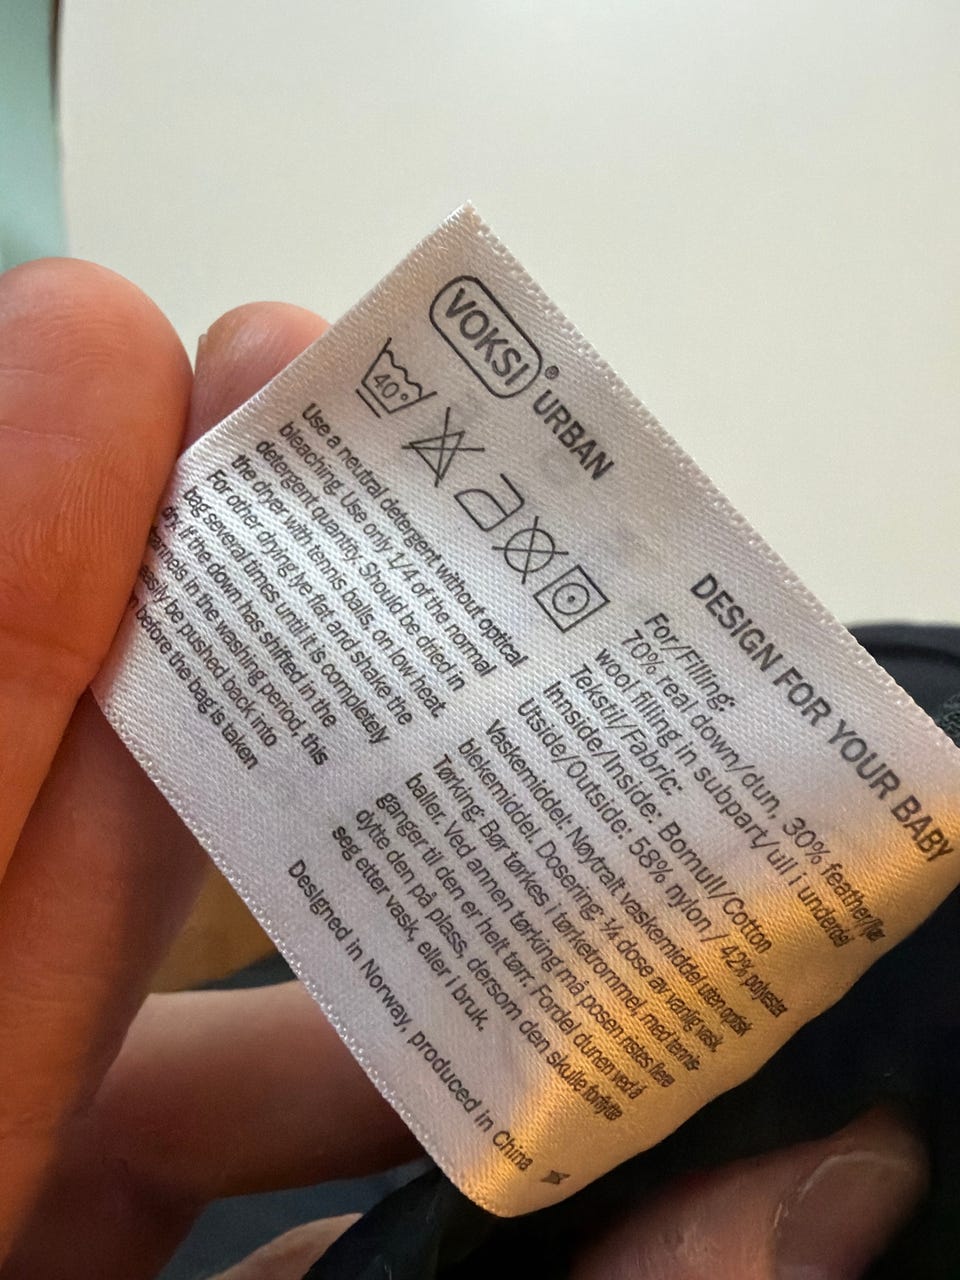 VOKSI® URBAN
40°
Use a neutral detergent without optical
bleaching. Use only 1/4 of the normal
detergent quantity. Should be dried in
the dryer with tennis balls, on low heat.
For other drying lye flat and shake the
bag several times until it is completely
dry. If the down has shifted in the
in the washing period, this
easily be pushed back into
before the bag is taken
DESIGN FOR YOUR BABY
For/Filling:
70% real down/dun, 30% feather/fjær
wool filling in subpart/ull i underdel
Tekstil/Fabric:
Innside/Inside: Bomull/Cotton
Utside/Outside: 58% nylon / 42% polyester
Vaskemiddel: Nøytralt vaskemiddel uten optisk
blekemiddel. Dosering: ¼ dose av vanlig vask.
Tørking: Bør tørkes i tørketrommel, med tennis-
baller. Ved annen tørking må posen ristes flere
ganger til den er helt tørr. Fordel dunen ved å
dytte den på plass, dersom den skulle forflytte
seg etter vask, eller i bruk.
Designed in Norway, produced in China